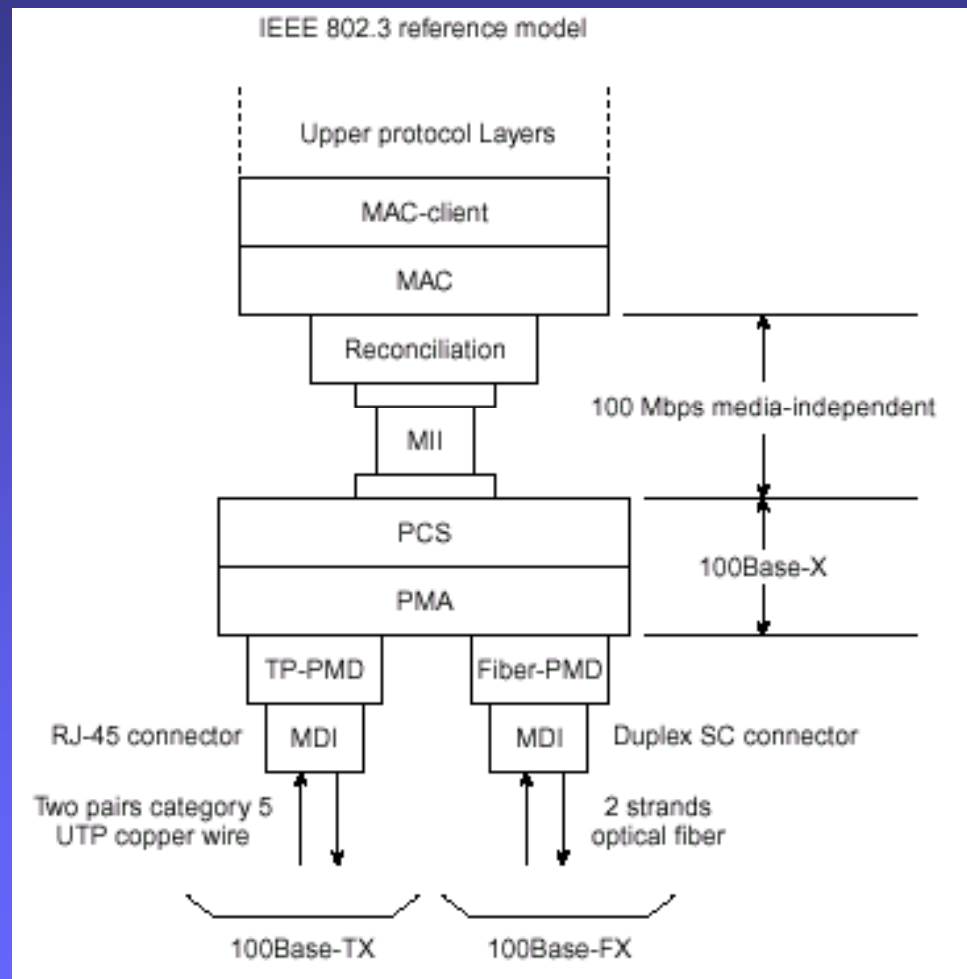 IEEE 802.3 reference model
Upper protocol Layers
MAC-client
MAC
Reconciliation
100 Mbps media-independent
MII
PCS
100Base-X
PMA
TP-PMD
Fiber-PMD
RJ-45 connector
MDI
MDI
Duplex SC connector
Two pairs category 5
UTP copper wire
2 strands
optical fiber
100Base-TX
100Base-FX